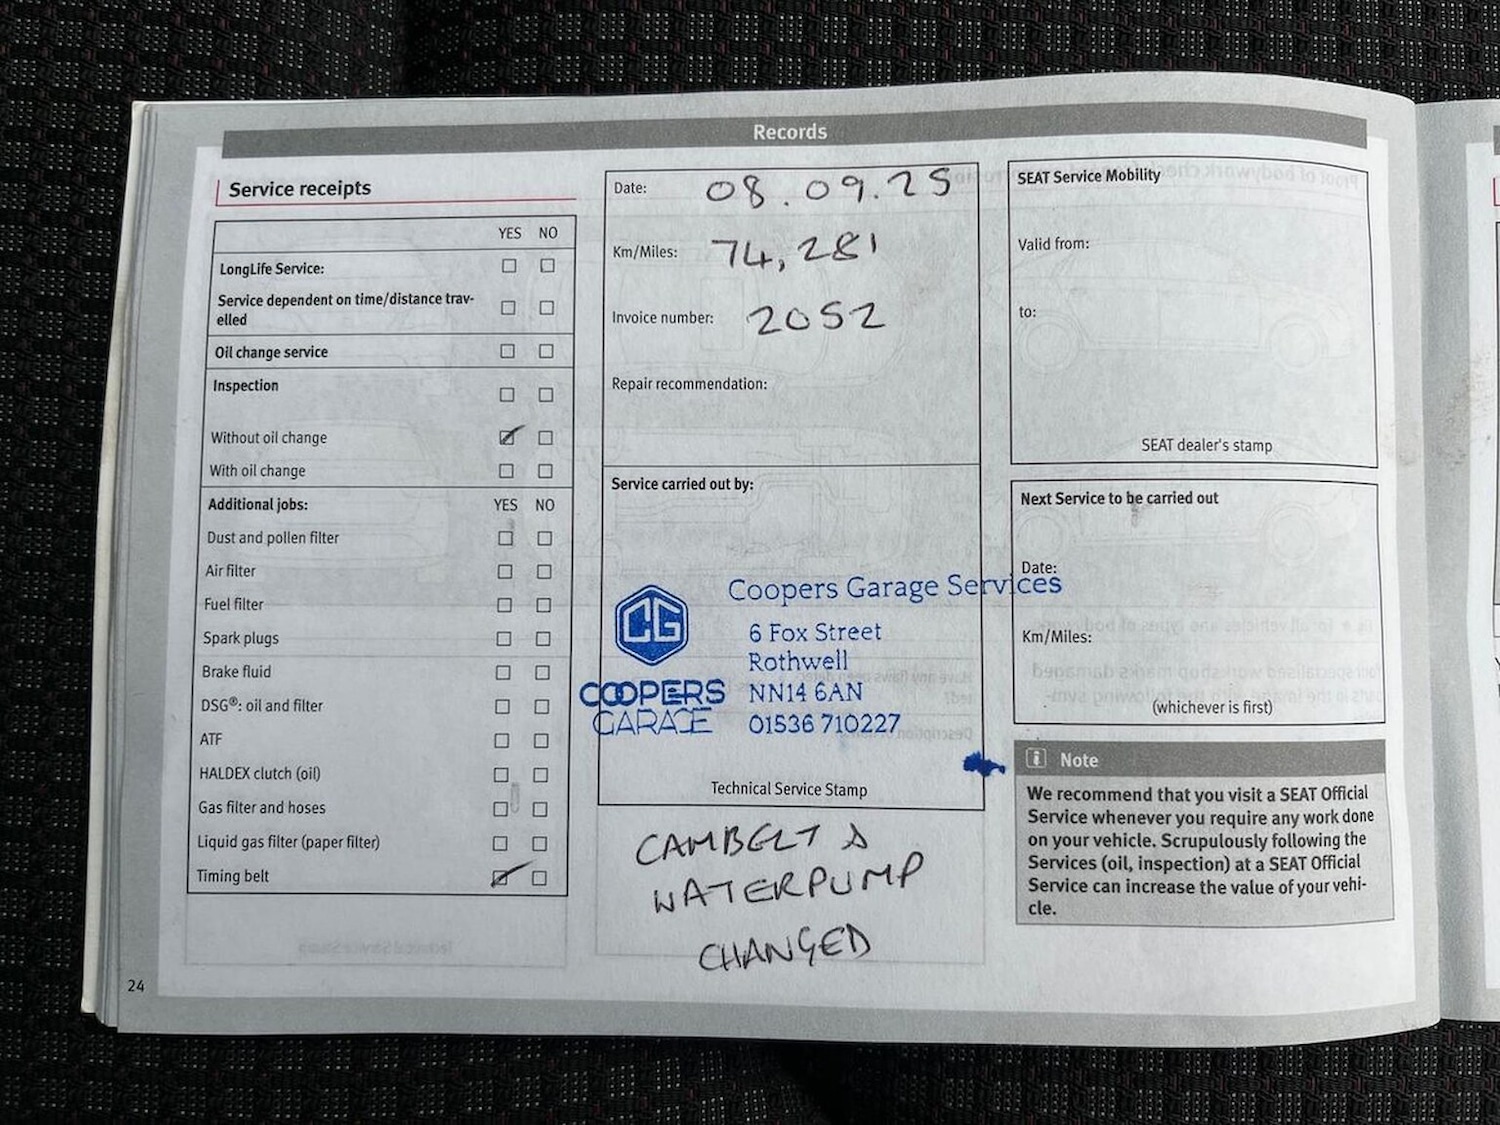 Records
Service receipts
YES NO
LongLife Service:
Service dependent on time/distance trav-
elled
Oil change service
Inspection
Without oil change
With oil change
Additional jobs: YES NO
Dust and pollen filter
Air filter
Fuel filter
Spark plugs
Brake fluid
DSG®: oil and filter
ATF
HALDEX clutch (oil)
Gas filter and hoses
Liquid gas filter (paper filter)
Timing belt
24
Date: 08.09.25
Km/Miles: 74,281
Invoice number: 2052
Repair recommendation:
Service carried out by:
CG
COOPERS
GARAGE
Coopers Garage Services
6 Fox Street
Rothwell
NN14 6AN
01536 710227
Technical Service Stamp
CAMBELT &
WATERPUMP
CHANGED
SEAT Service Mobility
Valid from:
to:
SEAT dealer's stamp
Next Service to be carried out
Date:
Km/Miles:
(whichever is first)
i Note
We recommend that you visit a SEAT Official
Service whenever you require any work done
on your vehicle. Scrupulously following the
Services (oil, inspection) at a SEAT Official
Service can increase the value of your vehi-
cle.